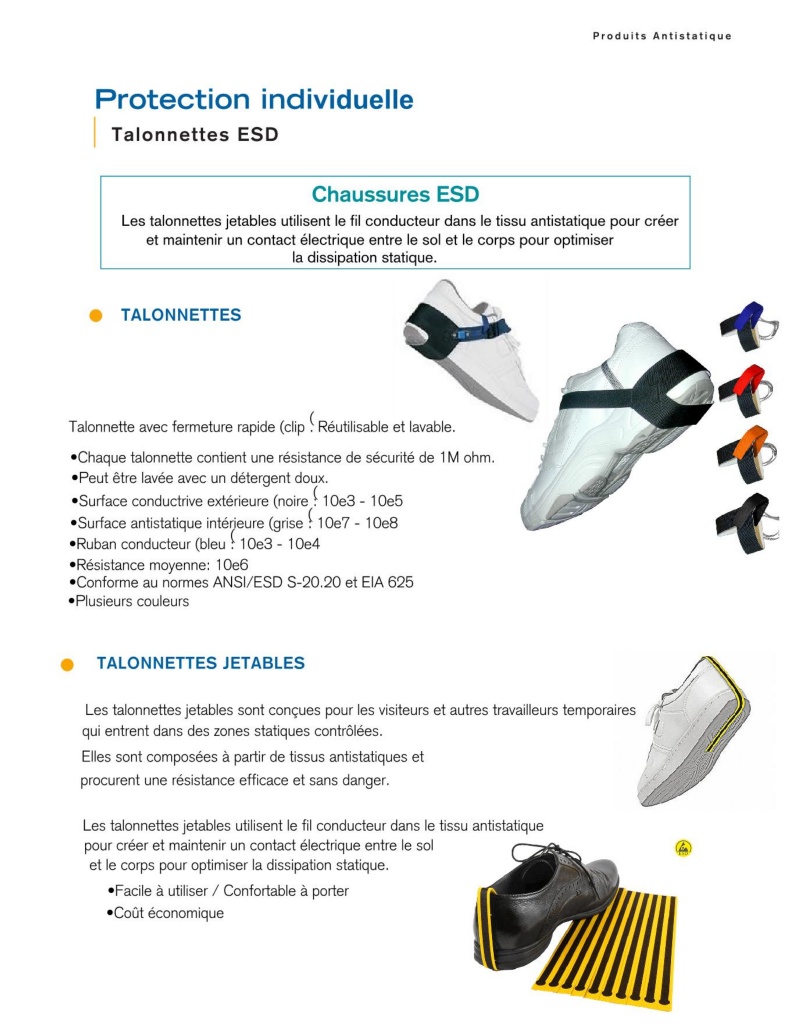 Produits Antistatique
Protection individuelle
Talonnettes ESD
Chaussures ESD
Les talonnettes jetables utilisent le fil conducteur dans le tissu antistatique pour créer
et maintenir un contact électrique entre le sol et le corps pour optimiser
la dissipation statique.
TALONNETTES
Talonnette avec fermeture rapide (clip (. Réutilisable et lavable.
•Chaque talonnette contient une résistance de sécurité de 1M ohm.
•Peut être lavée avec un détergent doux.
•Surface conductrive extérieure (noire (: 10e3 - 10e5
•Surface antistatique intérieure (grise (: 10e7 - 10e8
•Ruban conducteur (bleu (: 10e3 - 10e4
•Résistance moyenne: 10e6
•Conforme au normes ANSI/ESD S-20.20 et EIA 625
•Plusieurs couleurs
TALONNETTES JETABLES
Les talonnettes jetables sont conçues pour les visiteurs et autres travailleurs temporaires
qui entrent dans des zones statiques contrôlées.
Elles sont composées à partir de tissus antistatiques et
procurent une résistance efficace et sans danger.
Les talonnettes jetables utilisent le fil conducteur dans le tissu antistatique
pour créer et maintenir un contact électrique entre le sol
et le corps pour optimiser la dissipation statique.
•Facile à utiliser / Confortable à porter
•Coût économique